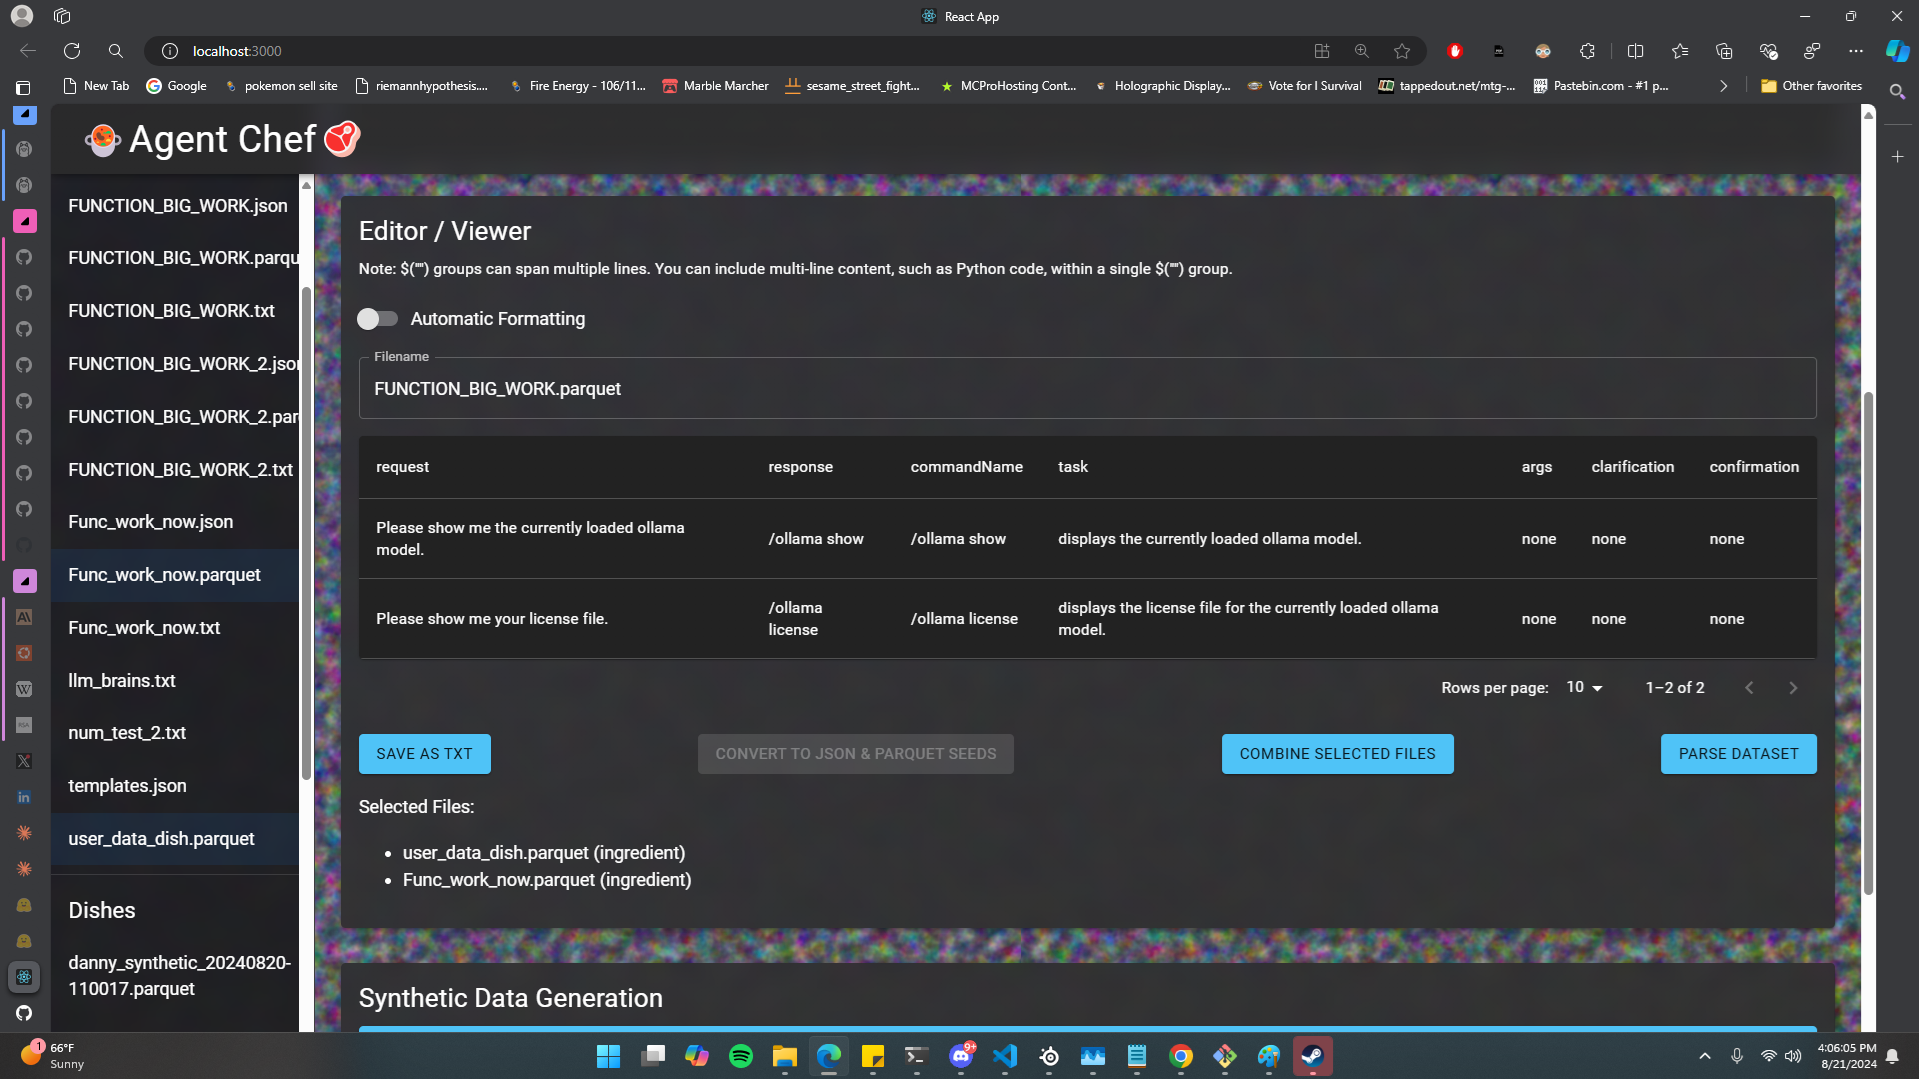 React App
localhost:3000
New Tab
Google
pokemon sell site
riemannhypothesis....
Fire Energy - 106/11...
Marble Marcher
sesame_street_fight...
MCProHosting Cont...
Holographic Display...
Vote for I Survival
tappedout.net/mtg-...
Pastebin.com - #1 p...
Other favorites
Agent Chef
FUNCTION_BIG_WORK.json
FUNCTION_BIG_WORK.parqu
FUNCTION_BIG_WORK.txt
FUNCTION_BIG_WORK_2.json
FUNCTION_BIG_WORK_2.par
FUNCTION_BIG_WORK_2.txt
Func_work_now.json
Func_work_now.parquet
Func_work_now.txt
llm_brains.txt
num_test_2.txt
templates.json
user_data_dish.parquet
Dishes
danny_synthetic_20240820-
110017.parquet
Editor / Viewer
Note: $("") groups can span multiple lines. You can include multi-line content, such as Python code, within a single $("") group.
Automatic Formatting
Filename
FUNCTION_BIG_WORK.parquet
request response commandName task args clarification confirmation
Please show me the currently loaded ollama
model.
/ollama show
/ollama show
displays the currently loaded ollama model.
none
none
none
Please show me your license file.
/ollama
license
/ollama license
displays the license file for the currently loaded ollama
model.
none
none
none
Rows per page: 10 1–2 of 2
SAVE AS TXT
CONVERT TO JSON & PARQUET SEEDS
COMBINE SELECTED FILES
PARSE DATASET
Selected Files:
• user_data_dish.parquet (ingredient)
• Func_work_now.parquet (ingredient)
Synthetic Data Generation
1
66°F
Sunny
9+
4:06:05 PM
8/21/2024